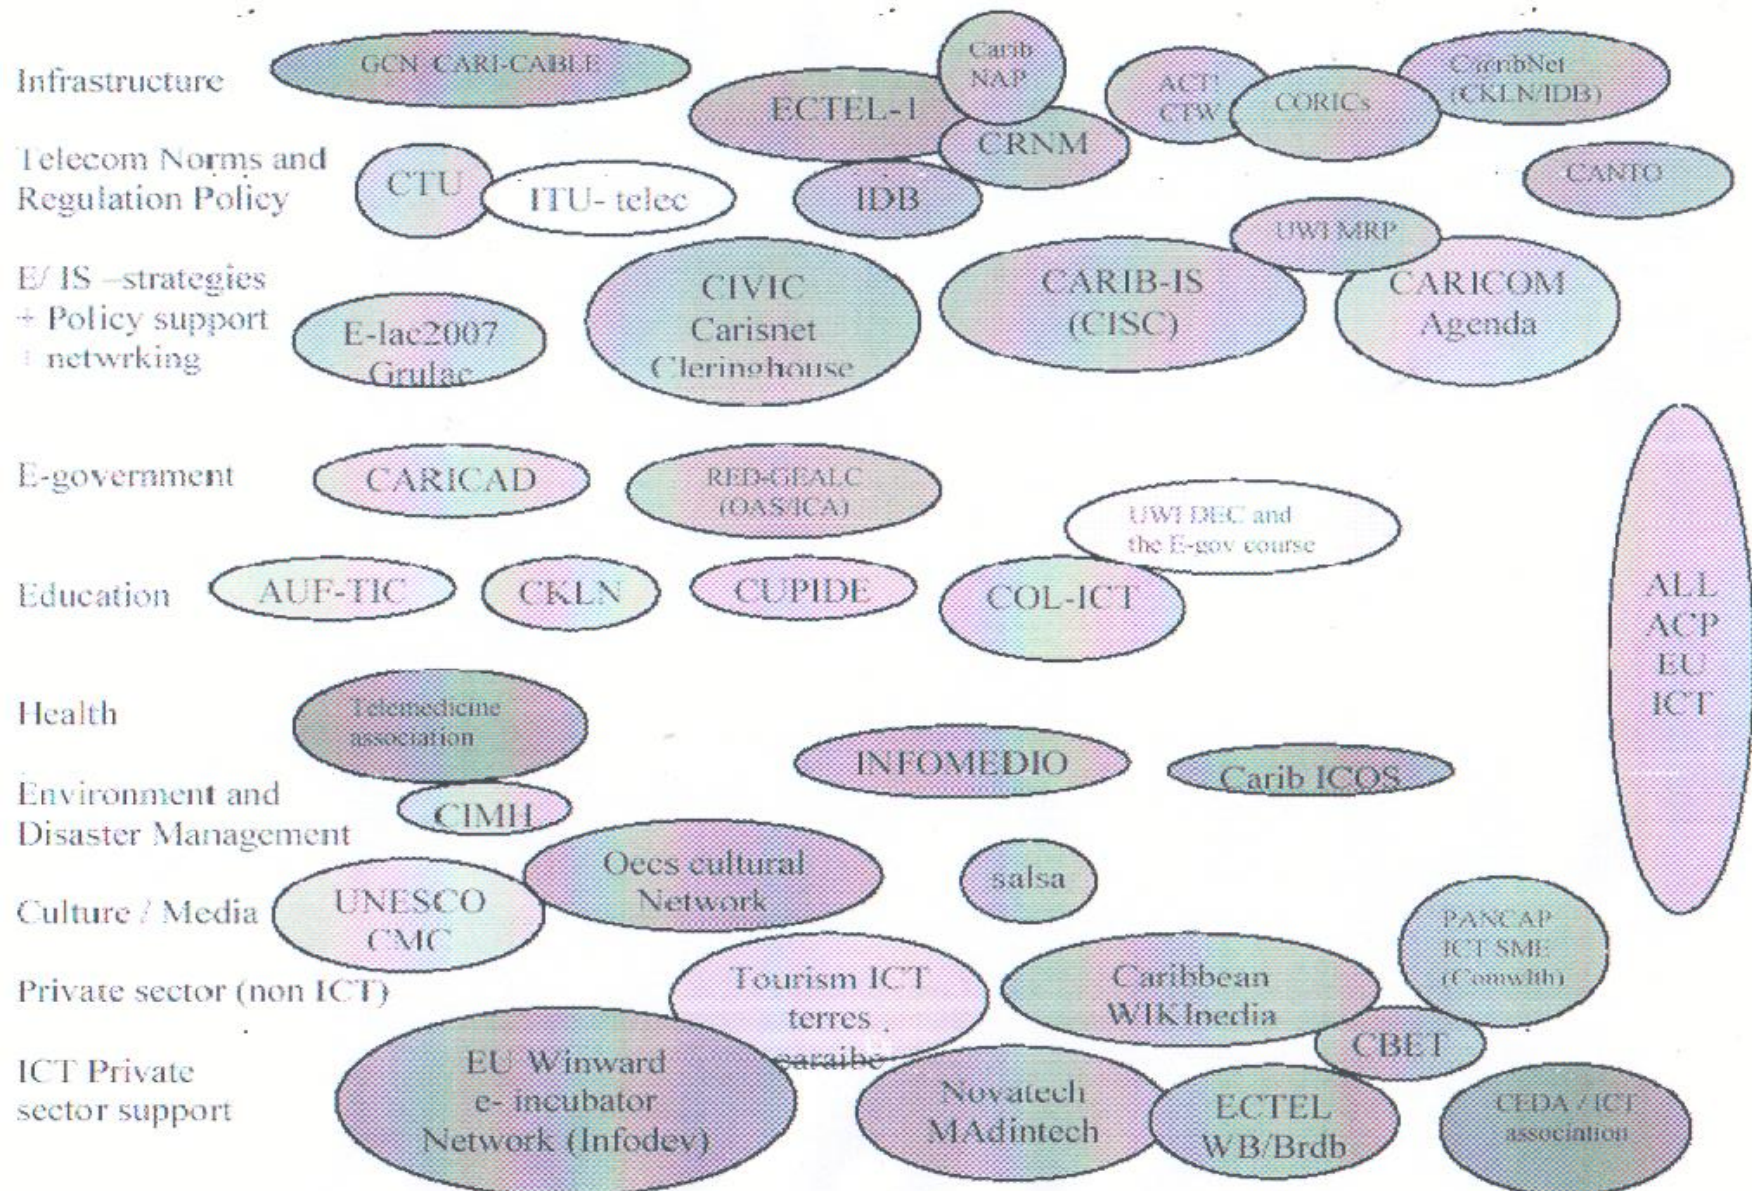 Infrastructure
GCN CARI-CABLE
ECTEL-1
Carib
NAP
CRNM
CTW
CORICs
(CKLN/IDB)
Telecom Norms and
Regulation Policy
CTU
ITU- telec
IDB
CANTO
UWI MRP
E/ IS –strategies
+ Policy support
netwrking
E-lac2007
Grulac
CIVIC
Carisnet
Cleringhouse
CARIB-IS
(CISC)
CARICOM
Agenda
E-government
CARICAD
RED-GEALC
(OAS/ICA)
UWI DEC and
the E-gov course
Education
AUF-TIC
CKLN
CUPIDE
COL-ICT
ALL
ACP
EU
ICT
Health
Telemedicine
association
INFOMEDIO
Carib ICOS
Environment and
Disaster Management
CIMH
Oecs cultural
Network
salsa
Culture / Media
UNESCO
CMC
PANCAP
ICT SME
(Comwlth)
Private sector (non ICT)
Tourism ICT
terres
caraibe
Caribbean
WIKInedia
CBET
ICT Private
sector support
EU Winward
e- incubator
Network (Infodev)
Novatech
MAdintech
ECTEL
WB/Brdb
CEDA / ICT
association